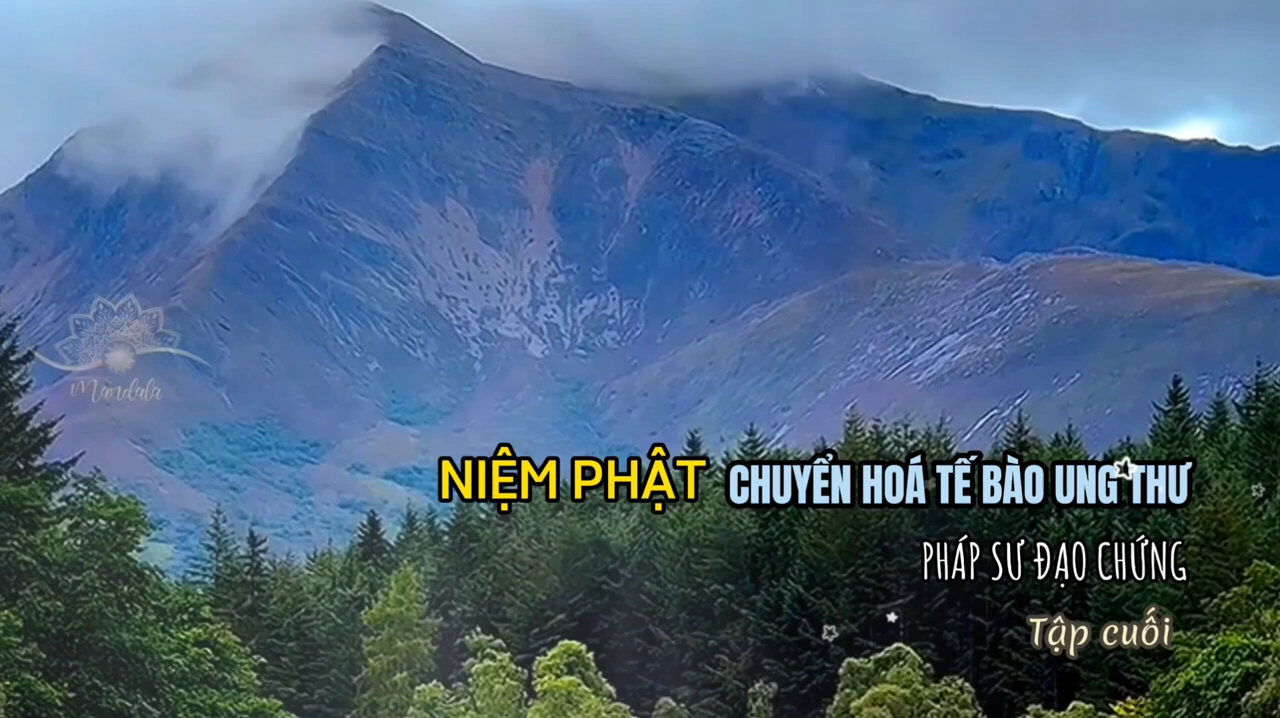 Mandala
NIỆM PHẬT CHUYỂN HOÁ TẾ BÀO UNG THƯ
PHÁP SƯ ĐẠO CHỨNG
Tập cuối